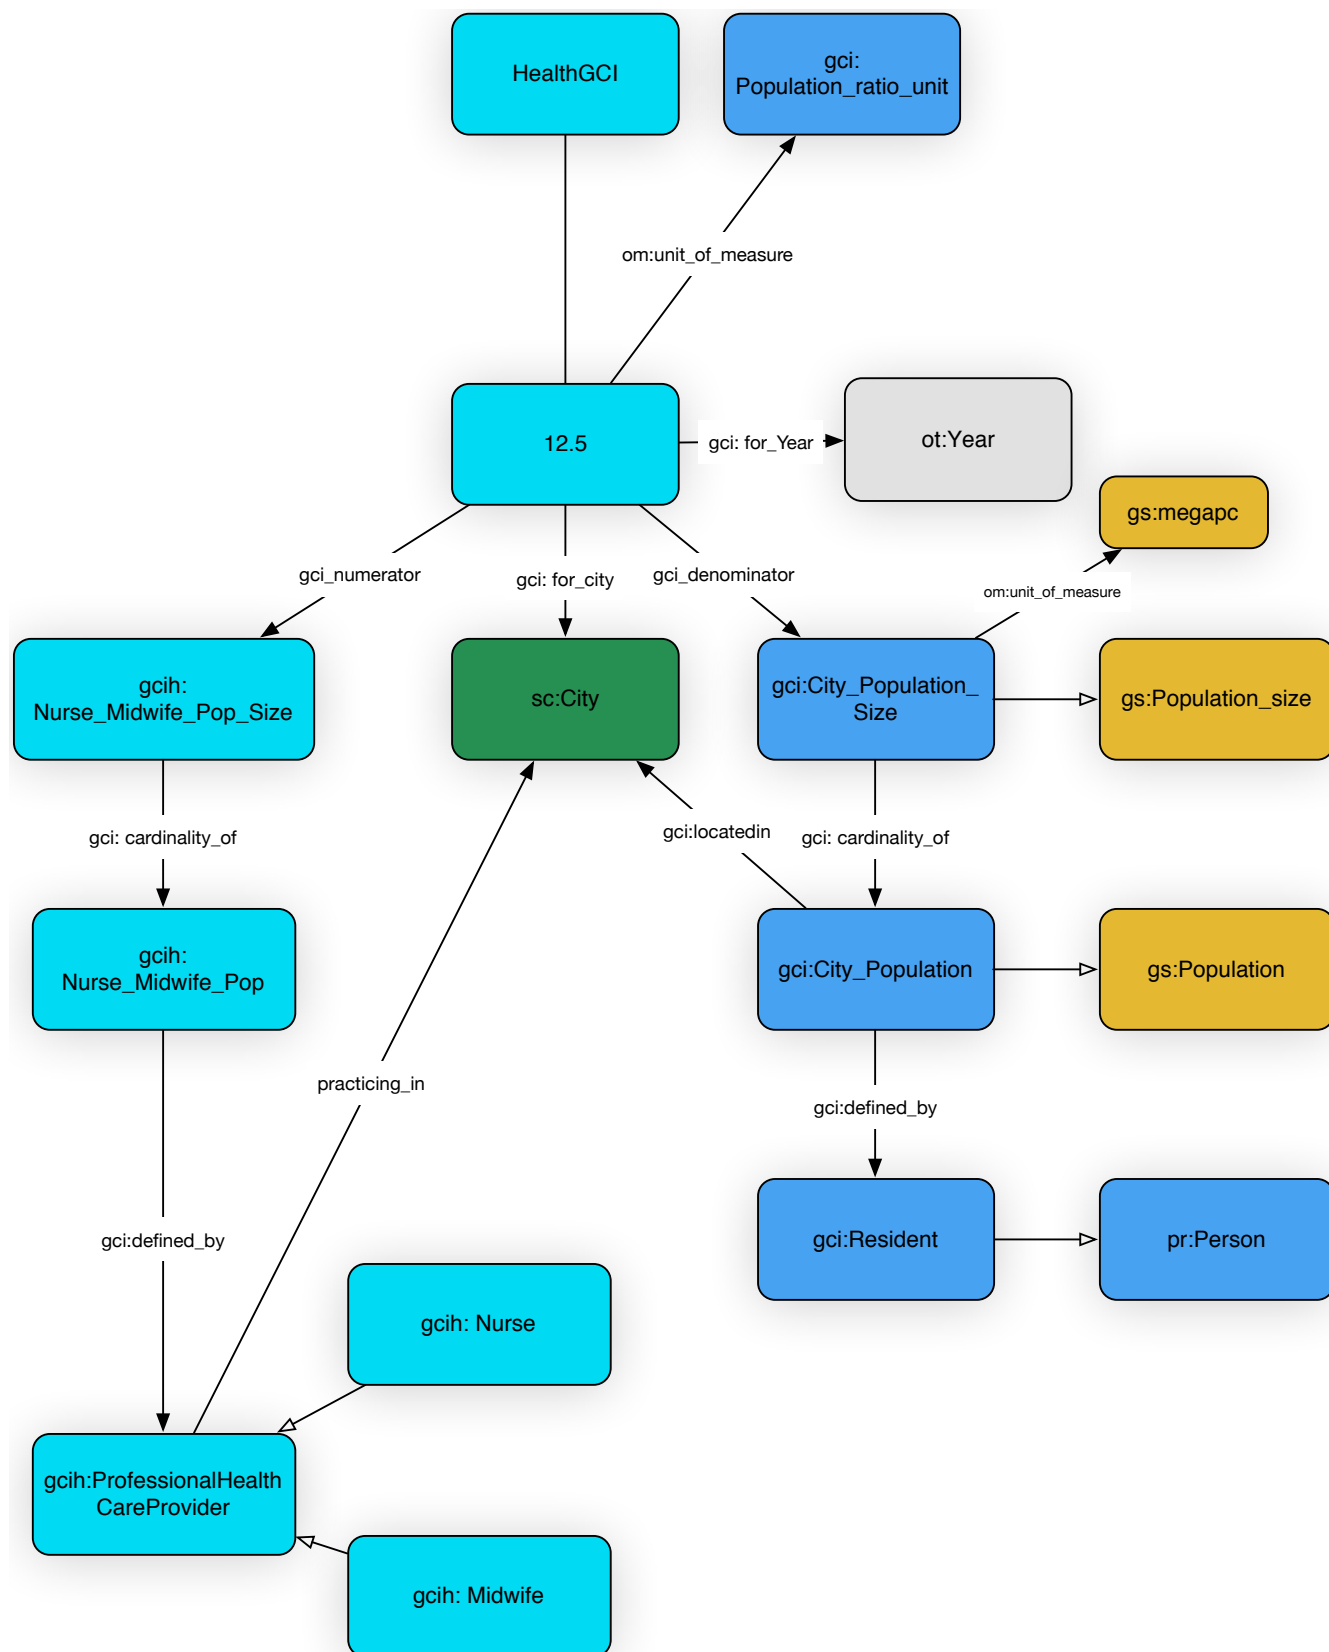 HealthGCI
gci:
Population_ratio_unit
om:unit_of_measure
12.5
gci: for_Year
ot:Year
gs:megapc
gci_numerator
gci: for_city
gci_denominator
om:unit_of_measure
gcih:
Nurse_Midwife_Pop_Size
sc:City
gci:City_Population_
Size
gs:Population_size
gci: cardinality_of
gci:locatedin
gci: cardinality_of
gcih:
Nurse_Midwife_Pop
gci:City_Population
gs:Population
practicing_in
gci:defined_by
gci:defined_by
gci:Resident
pr:Person
gcih: Nurse
gcih:ProfessionalHealth
CareProvider
gcih: Midwife